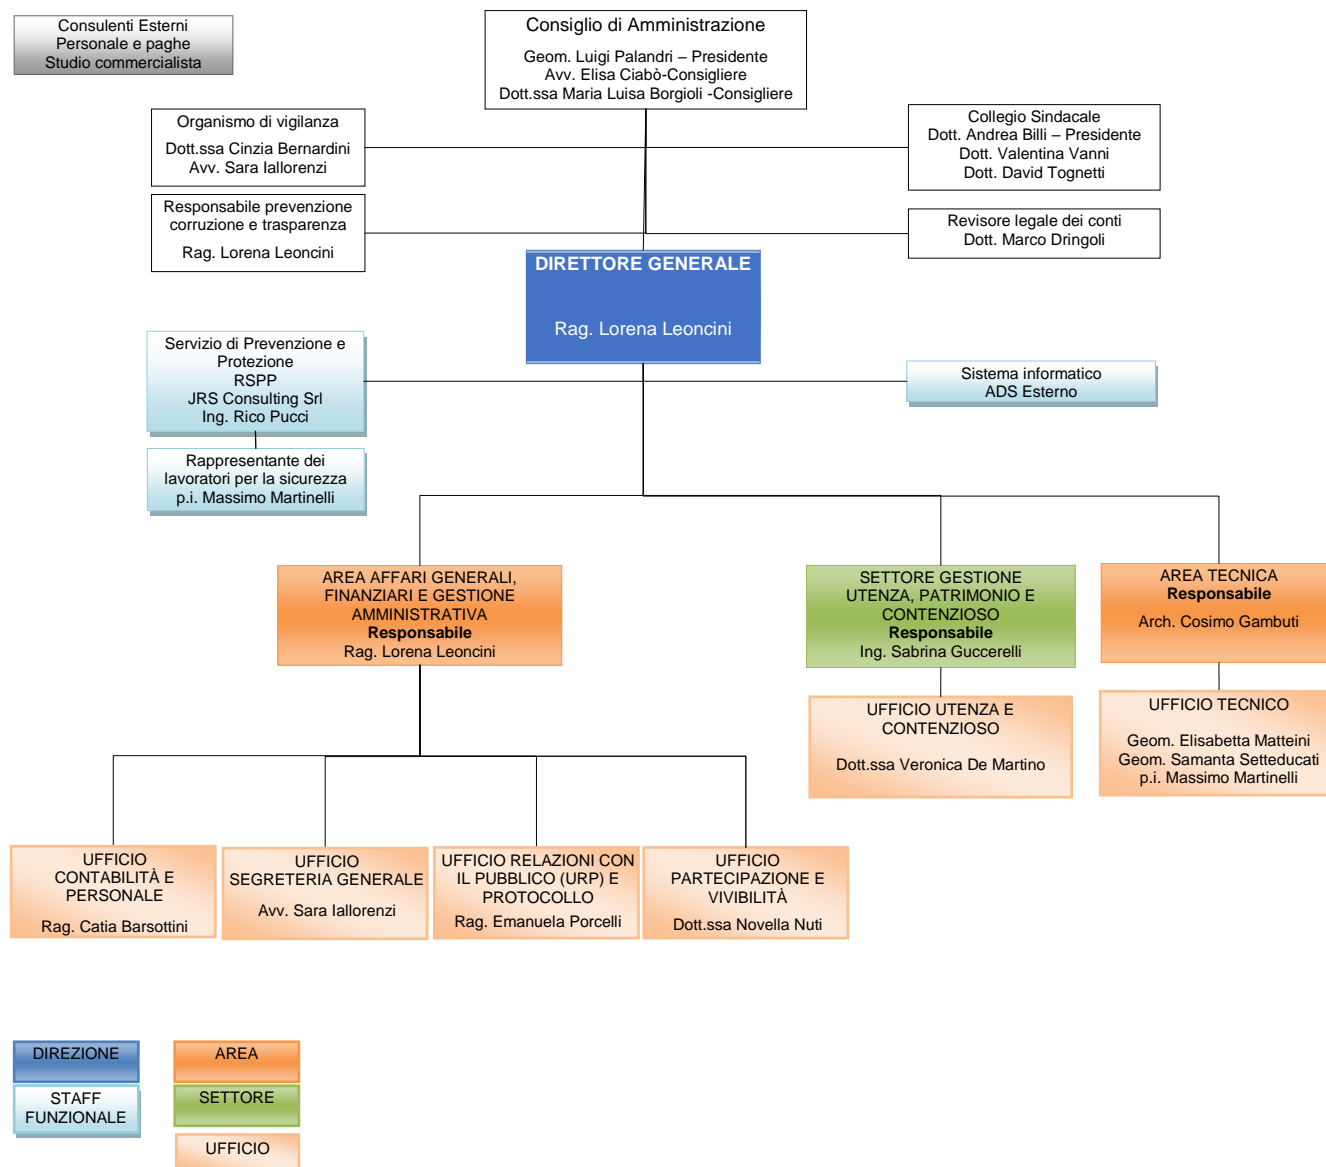 Consulenti Esterni
Personale e paghe
Studio commercialista
Consiglio di Amministrazione
Geom. Luigi Palandri – Presidente
Avv. Elisa Ciabò-Consigliere
Dott.ssa Maria Luisa Borgioli -Consigliere
Organismo di vigilanza
Dott.ssa Cinzia Bernardini
Avv. Sara Iallorenzi
Collegio Sindacale
Dott. Andrea Billi – Presidente
Dott. Valentina Vanni
Dott. David Tognetti
Responsabile prevenzione
corruzione e trasparenza
Rag. Lorena Leoncini
Revisore legale dei conti
Dott. Marco Dringoli
DIRETTORE GENERALE
Rag. Lorena Leoncini
Servizio di Prevenzione e
Protezione
RSPP
JRS Consulting Srl
Ing. Rico Pucci
Sistema informatico
ADS Esterno
Rappresentante dei
lavoratori per la sicurezza
p.i. Massimo Martinelli
AREA AFFARI GENERALI,
FINANZIARI E GESTIONE
AMMINISTRATIVA
Responsabile
Rag. Lorena Leoncini
SETTORE GESTIONE
UTENZA, PATRIMONIO E
CONTENZIOSO
Responsabile
Ing. Sabrina Guccerelli
AREA TECNICA
Responsabile
Arch. Cosimo Gambuti
UFFICIO UTENZA E
CONTENZIOSO
Dott.ssa Veronica De Martino
UFFICIO TECNICO
Geom. Elisabetta Matteini
Geom. Samanta Setteducati
p.i. Massimo Martinelli
UFFICIO
CONTABILITÀ E
PERSONALE
Rag. Catia Barsottini
UFFICIO
SEGRETERIA GENERALE
Avv. Sara Iallorenzi
UFFICIO RELAZIONI CON
IL PUBBLICO (URP) E
PROTOCOLLO
Rag. Emanuela Porcelli
UFFICIO
PARTECIPAZIONE E
VIVIBILITÀ
Dott.ssa Novella Nuti
DIREZIONE
AREA
STAFF
FUNZIONALE
SETTORE
UFFICIO